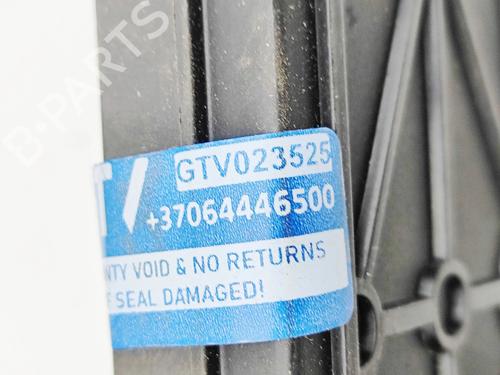 B-PARTS
GTV023525
+37064446500
NTY VOID & NO RETURNS
F SEAL DAMAGED!